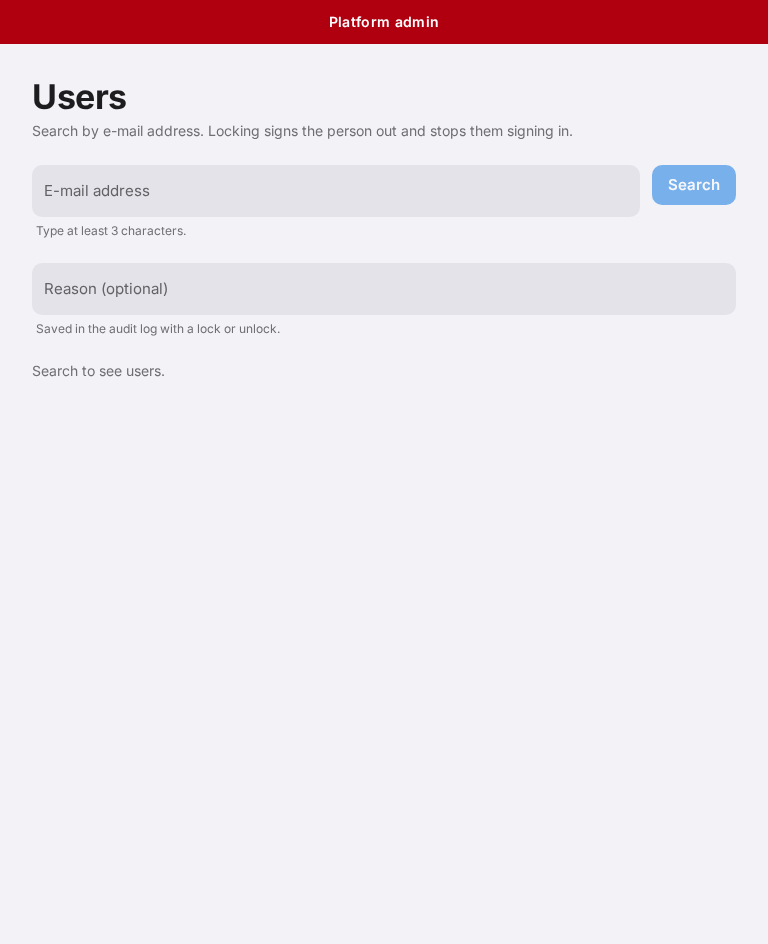 Platform admin
Users
Search by e-mail address. Locking signs the person out and stops them signing in.
E-mail address
Search
Type at least 3 characters.
Reason (optional)
Saved in the audit log with a lock or unlock.
Search to see users.